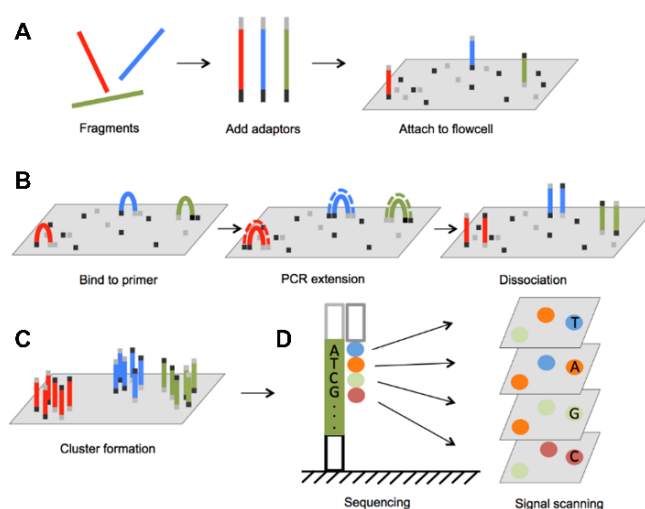 A
Fragments
Add adaptors
Attach to flowcell
B
Bind to primer
PCR extension
Dissociation
C
Cluster formation
D
A
T
C
G
.
.
.
Sequencing
T
A
G
C
Signal scanning